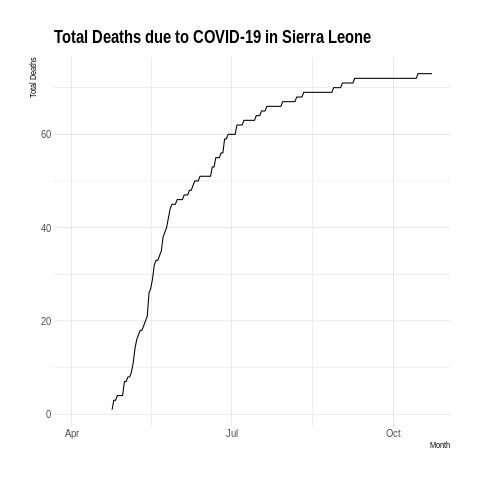 Total Deaths due to COVID-19 in Sierra Leone
Total Deaths
60
40
20
0
Apr Jul Oct
Month